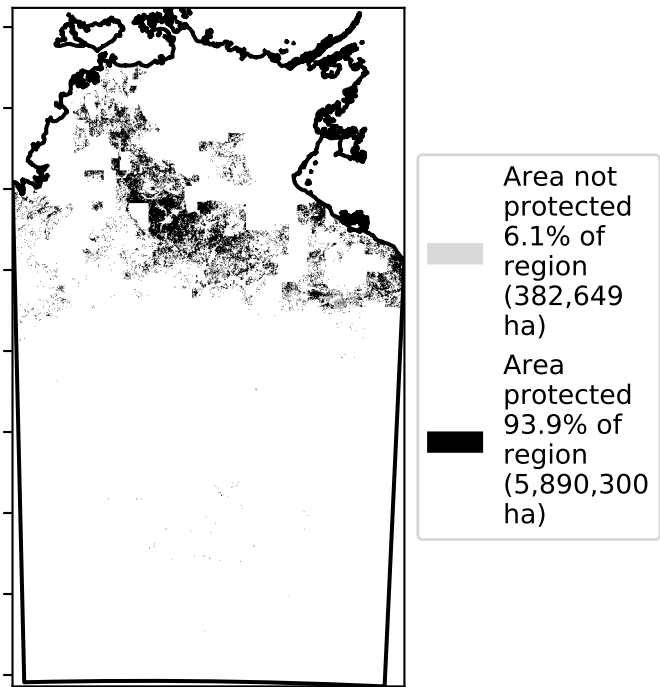 Area not
protected
6.1% of
region
(382,649
ha)
Area
protected
93.9% of
region
(5,890,300
ha)